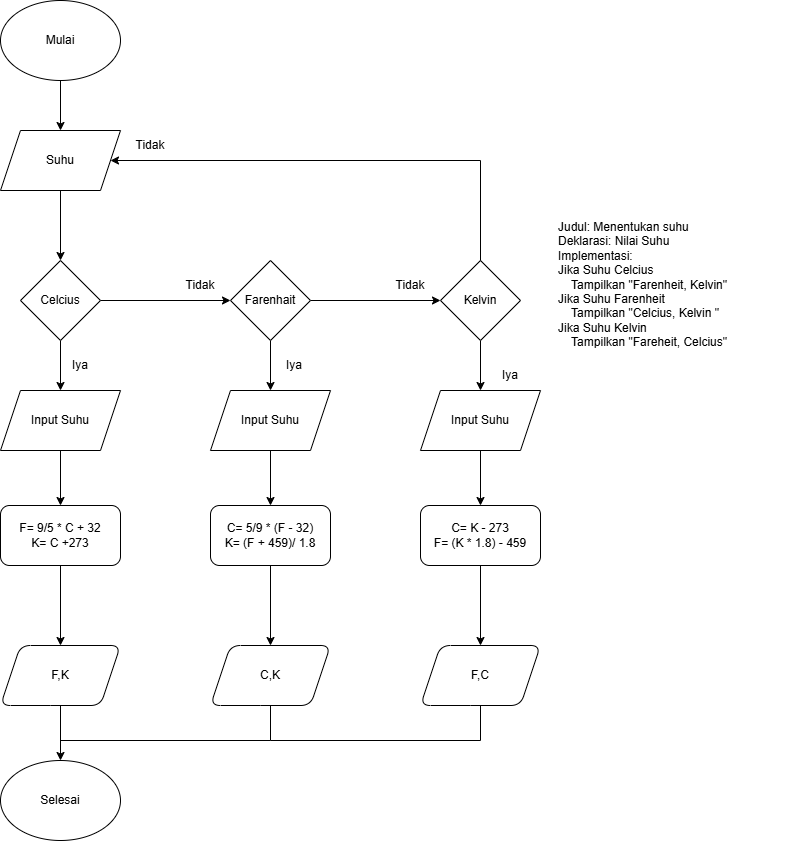 Mulai
Tidak
Suhu
Judul: Menentukan suhu
Deklarasi: Nilai Suhu
Implementasi:
Jika Suhu Celcius
Tampilkan "Farenheit, Kelvin"
Jika Suhu Farenheit
Tampilkan "Celcius, Kelvin "
Jika Suhu Kelvin
Tampilkan "Fareheit, Celcius"
Celcius
Tidak
Farenhait
Tidak
Kelvin
Iya
Iya
Iya
Input Suhu
Input Suhu
Input Suhu
F= 9/5 * C + 32
K= C +273
C= 5/9 * (F - 32)
K= (F + 459)/ 1.8
C= K - 273
F= (K * 1.8) - 459
F,K
C,K
F,C
Selesai